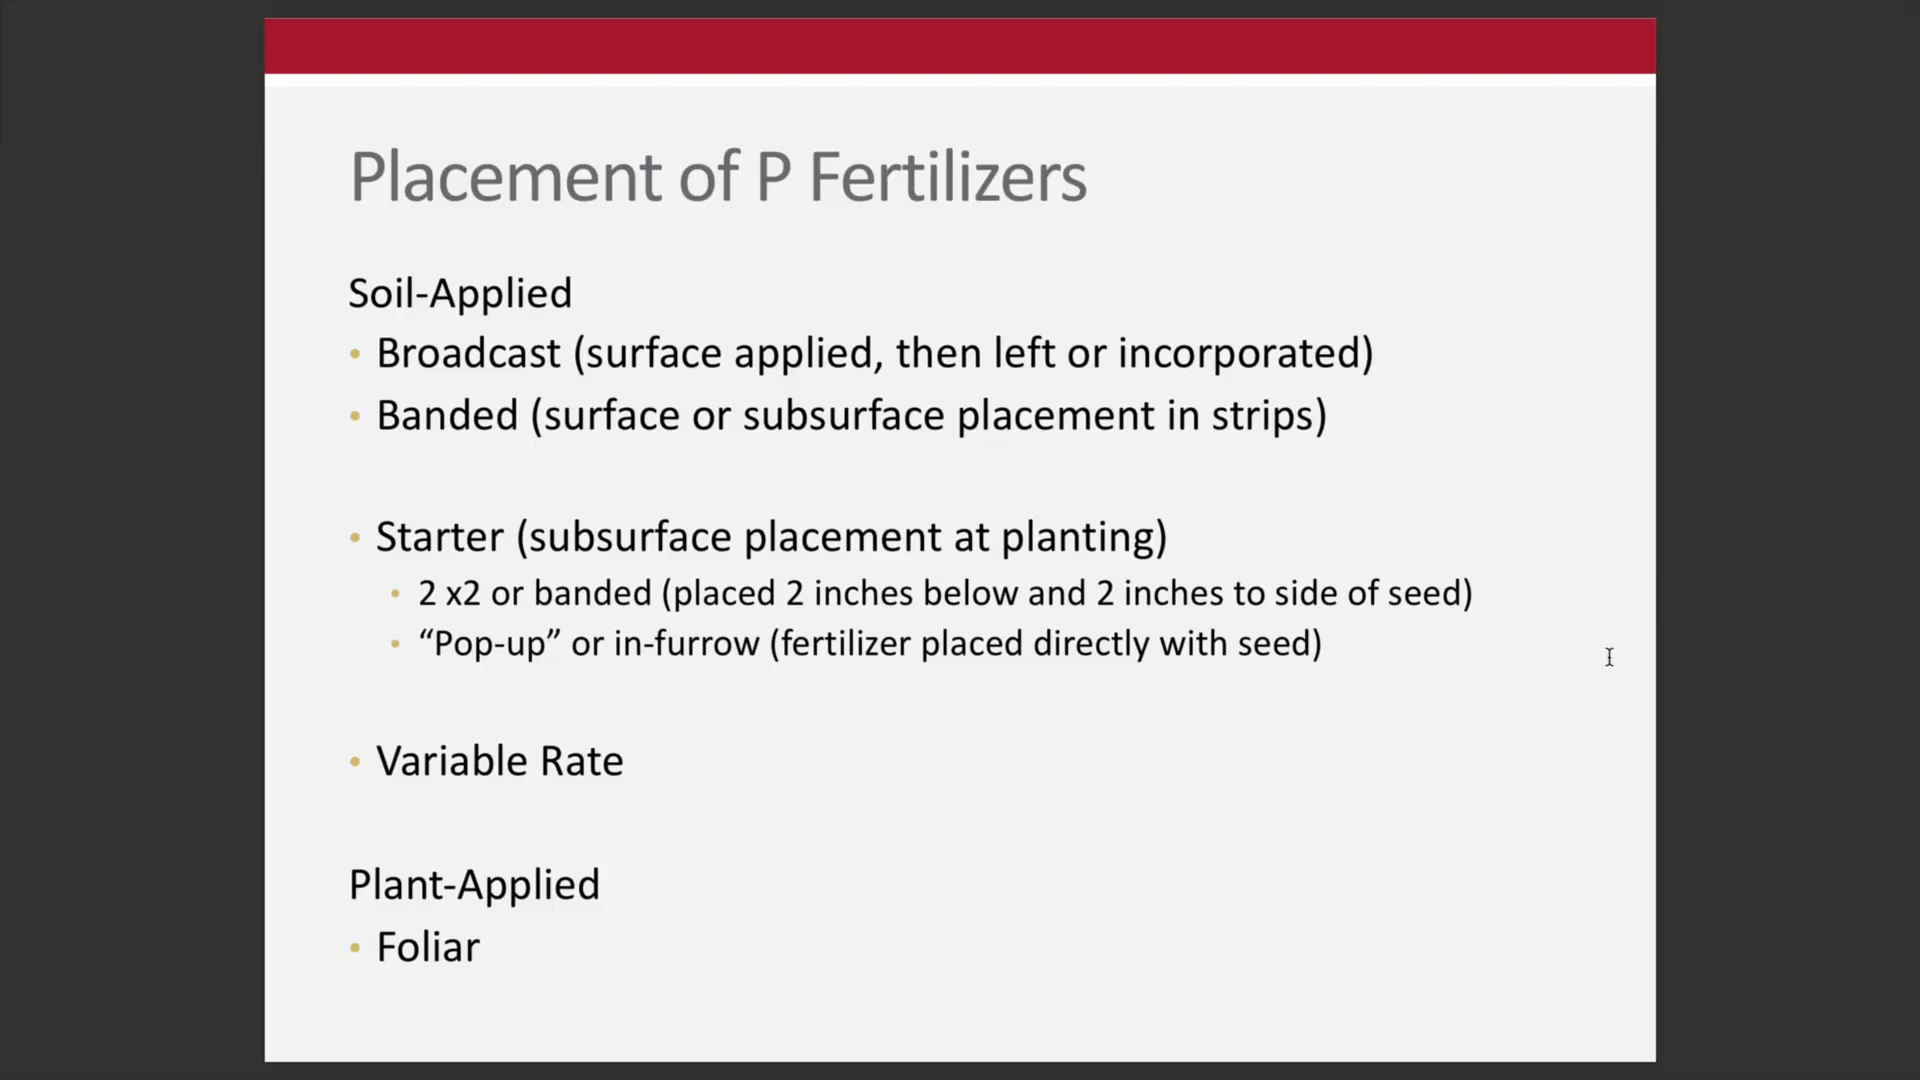 Placement of P Fertilizers
Soil-Applied
• Broadcast (surface applied, then left or incorporated)
• Banded (surface or subsurface placement in strips)
• Starter (subsurface placement at planting)
• 2 x2 or banded (placed 2 inches below and 2 inches to side of seed)
• “Pop-up” or in-furrow (fertilizer placed directly with seed)
• Variable Rate
Plant-Applied
• Foliar